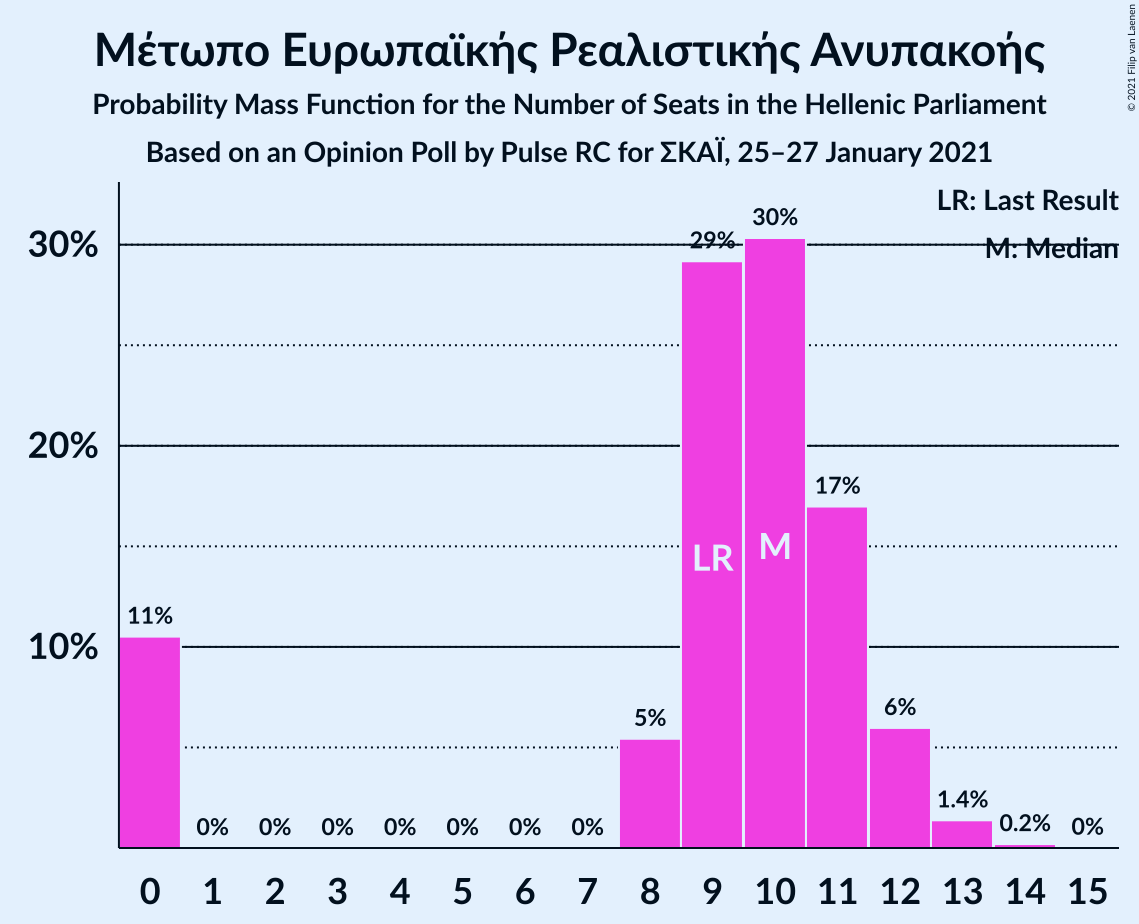 Μέτωπο Ευρωπαϊκής Ρεαλιστικής Ανυπακοής
Probability Mass Function for the Number of Seats in the Hellenic Parliament
Based on an Opinion Poll by Pulse RC for ΣΚΑΪ, 25–27 January 2021
© 2021 Filip van Laenen
LR: Last Result
M: Median
30%
20%
10%
11%
0%
0%
0%
0%
0%
0%
0%
5%
29%
30%
17%
6%
1.4%
0.2%
0%
LR
M
0 1 2 3 4 5 6 7 8 9 10 11 12 13 14 15